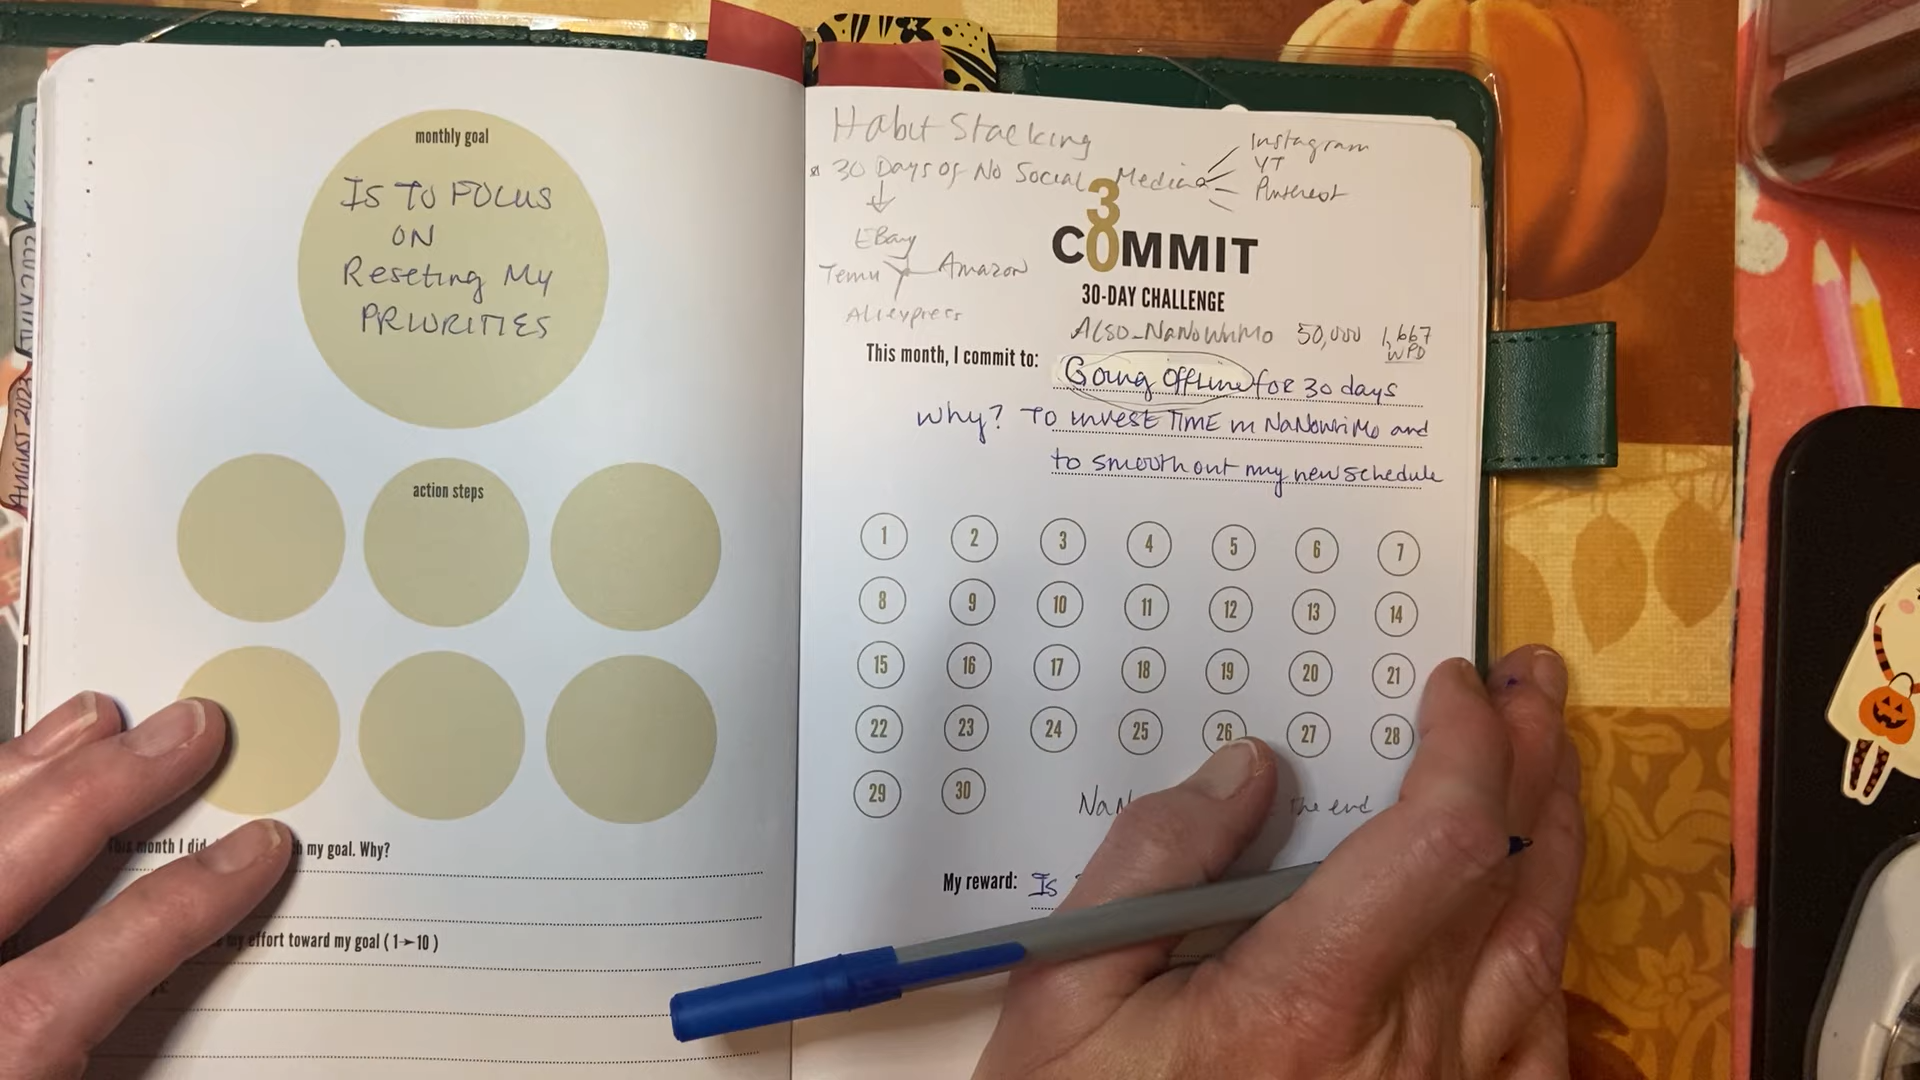 monthly goal
Is TO FOCUS
ON
Reseting My
PRIORITIES
action steps
This month I did my goal. Why?
my effort toward my goal (1→10)
AUGUST 2023
Habit Stacking
30 Days of No Social Media
Instagram
YT
Pinterest
EBay
Temu Amazon
Aliexpress
30
COMMIT
30-DAY CHALLENGE
Also NaNoWriMo 50,000 1,667
WPD
This month, I commit to: Going Offline for 30 days
Why? To invest TIME in NaNoWriMo and
to smooth out my new schedule
1 2 3 4 5 6 7
8 9 10 11 12 13 14
15 16 17 18 19 20 21
22 23 24 25 26 27 28
29 30
NaN the end
My reward: Is